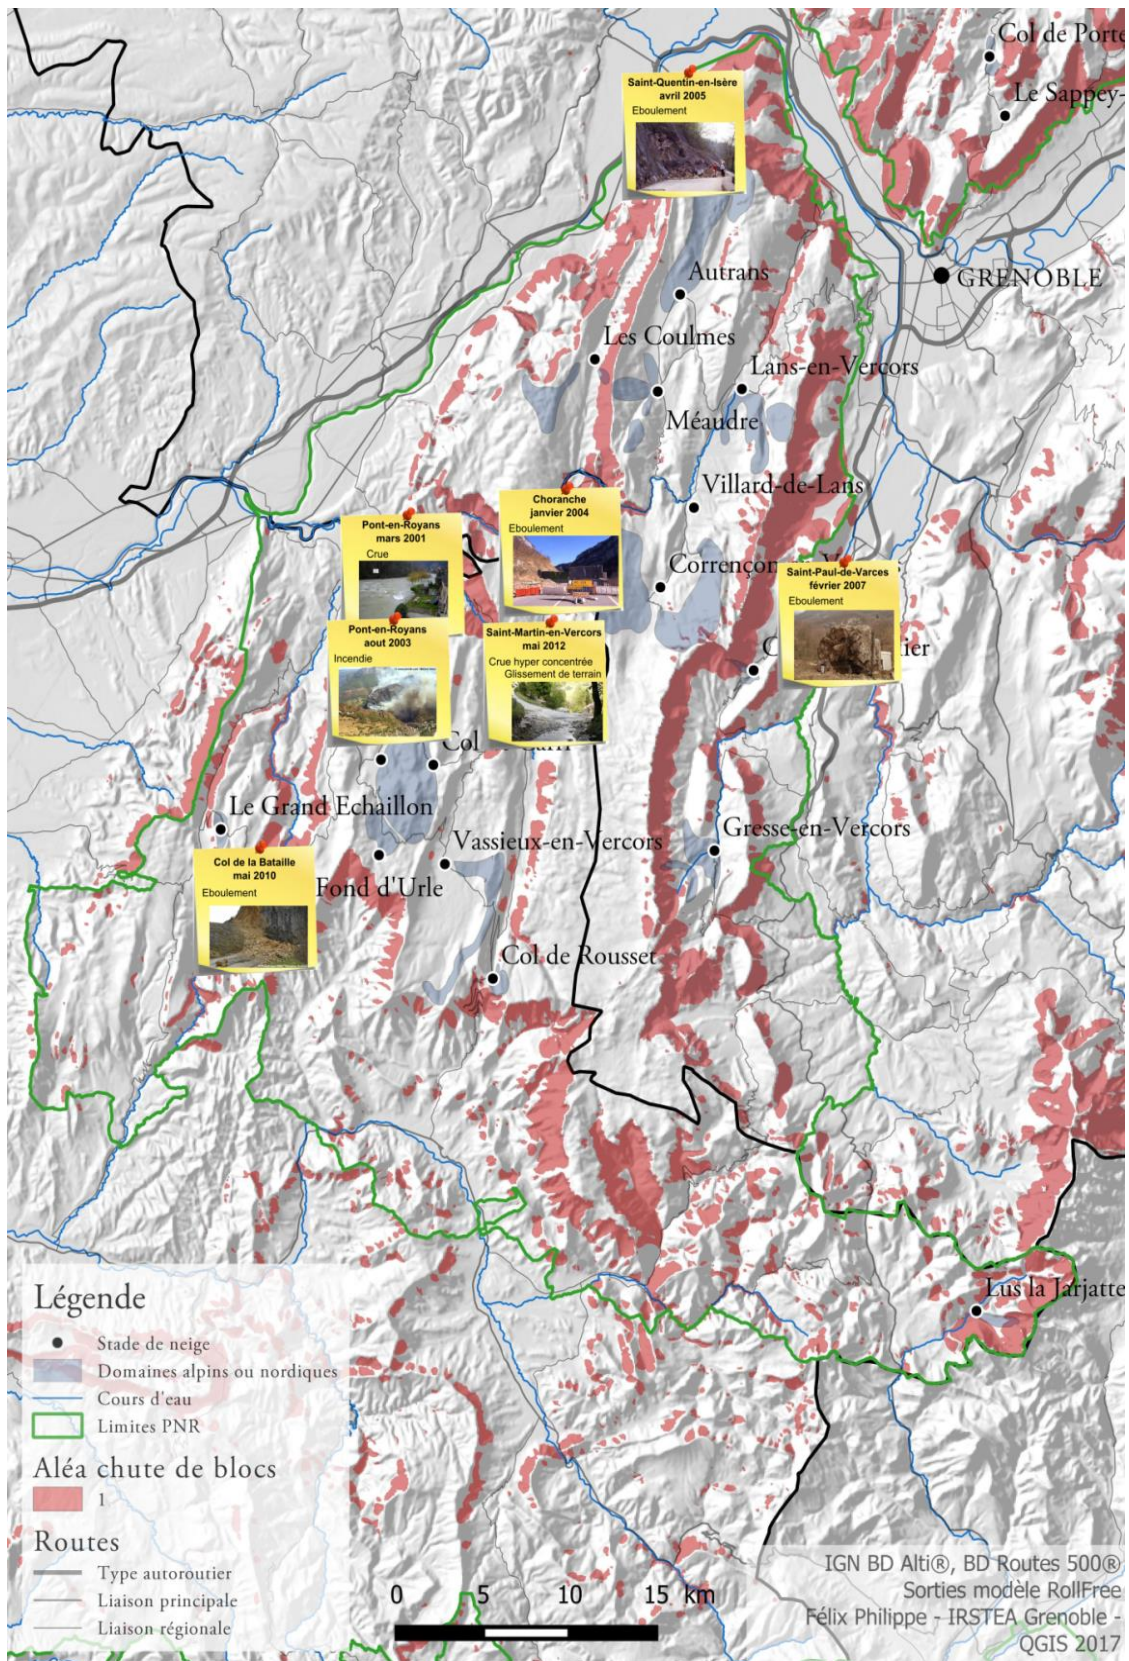 Col de Porte
Le Sappey-
Saint-Quentin-en-Isère
avril 2005
Eboulement
GRENOBLE
Autrans
Les Coulmes
Lans-en-Vercors
Méaudre
Villard-de-Lans
Choranche
janvier 2004
Eboulement
Pont-en-Royans
mars 2001
Crue
Corrençon
Saint-Paul-de-Varces
février 2007
Eboulement
Pont-en-Royans
aout 2003
Incendie
Saint-Martin-en-Vercors
mai 2012
Crue hyper concentrée
Glissement de terrain
Col
Le Grand Echaillon
Gresse-en-Vercors
Vassieux-en-Vercors
Col de la Bataille
mai 2010
Eboulement
Fond d'Urle
Col de Rousset
Lus la Jarjatte
Légende
Stade de neige
Domaines alpins ou nordiques
Cours d'eau
Limites PNR
Aléa chute de blocs
1
Routes
Type autoroutier
Liaison principale
Liaison régionale
0 5 10 15 km
IGN BD Alti®, BD Routes 500®
Sorties modèle RollFree
Félix Philippe - IRSTEA Grenoble -
QGIS 2017